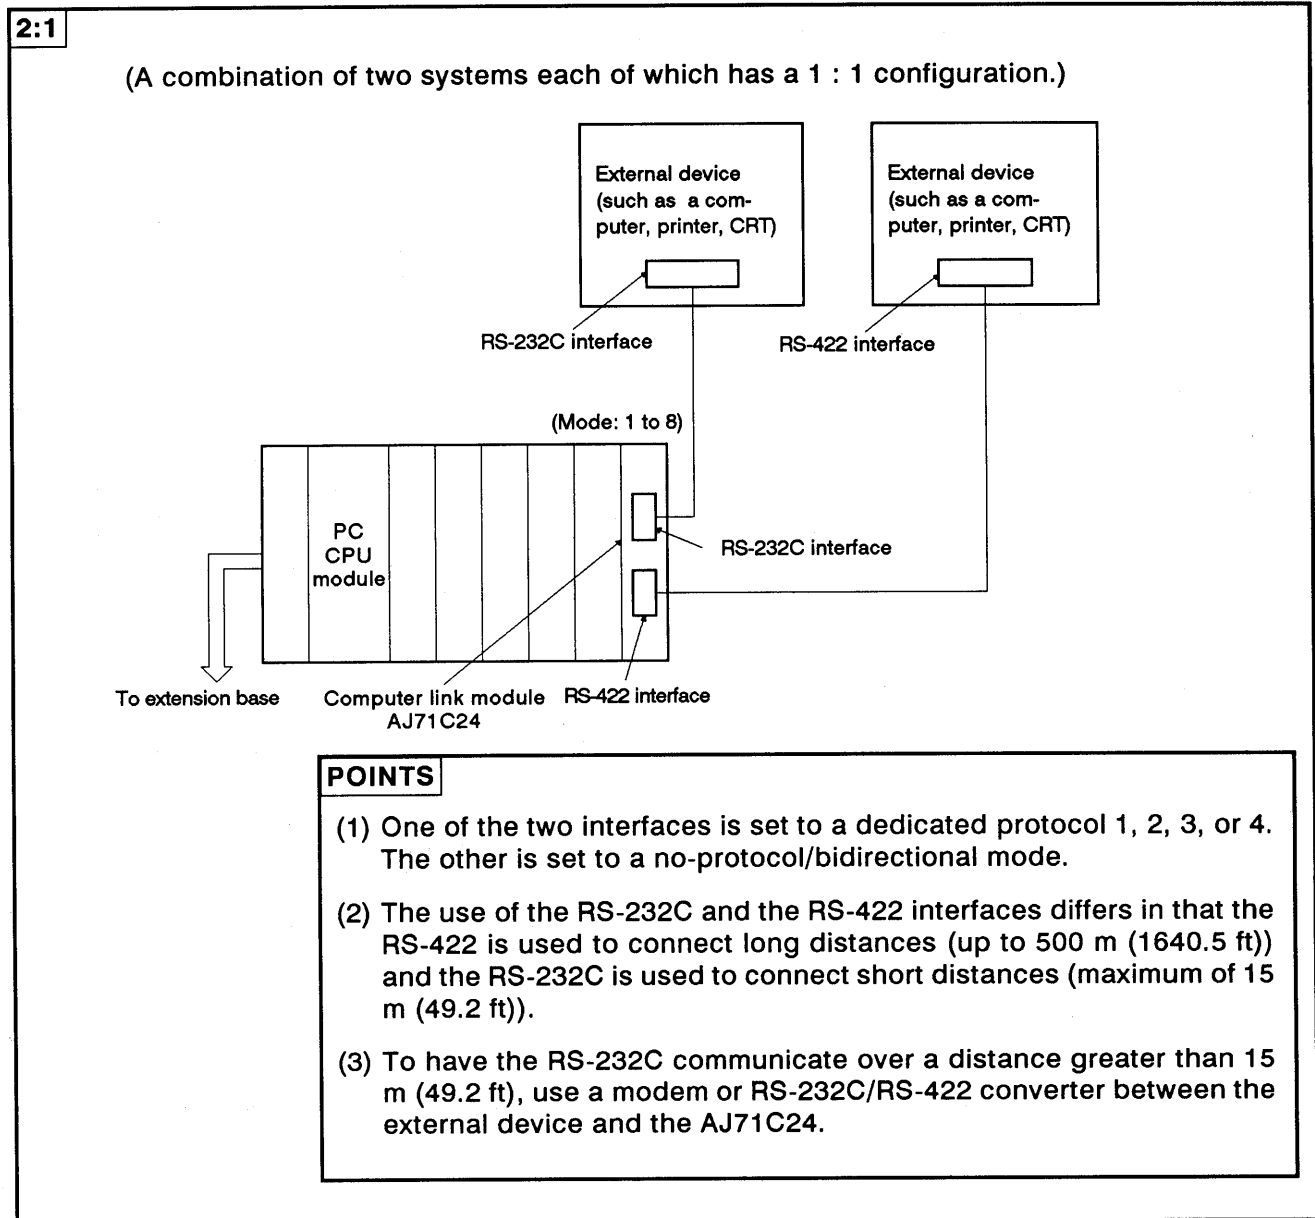 2:1
(A combination of two systems each of which has a 1 : 1 configuration.)
External device
(such as a com-
puter, printer, CRT)
External device
(such as a com-
puter, printer, CRT)
RS-232C interface
RS-422 interface
(Mode: 1 to 8)
PC
CPU
module
RS-232C interface
To extension base
Computer link module
AJ71C24
RS-422 interface
POINTS
(1) One of the two interfaces is set to a dedicated protocol 1, 2, 3, or 4.
The other is set to a no-protocol/bidirectional mode.
(2) The use of the RS-232C and the RS-422 interfaces differs in that the
RS-422 is used to connect long distances (up to 500 m (1640.5 ft))
and the RS-232C is used to connect short distances (maximum of 15
m (49.2 ft)).
(3) To have the RS-232C communicate over a distance greater than 15
m (49.2 ft), use a modem or RS-232C/RS-422 converter between the
external device and the AJ71C24.